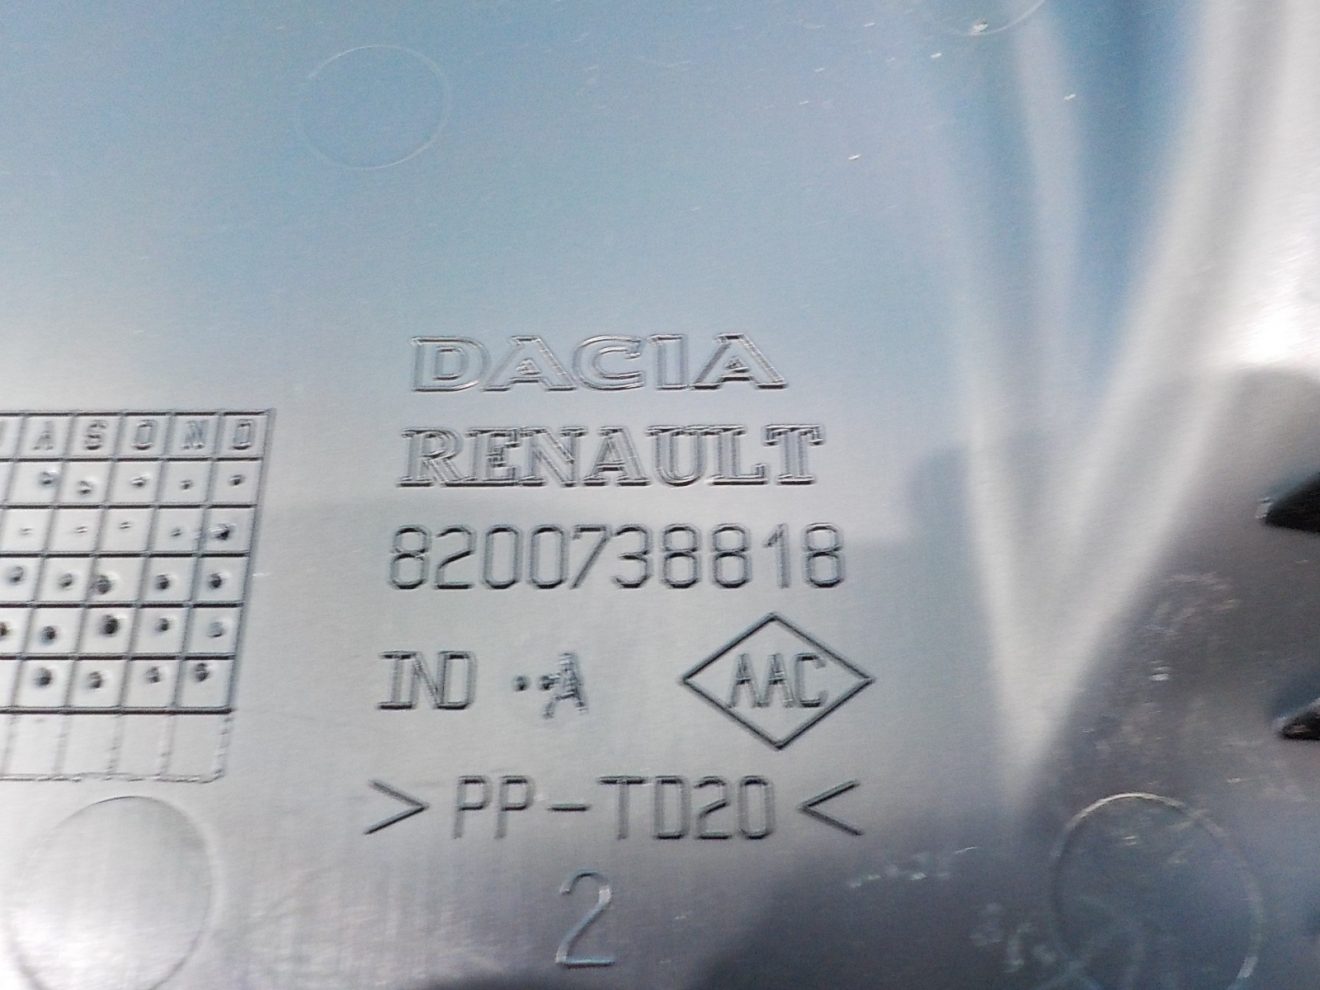 DACIA
RENAULT
8200738818
A S O N D
IND ..A
AAC
>PP-TD20<
2